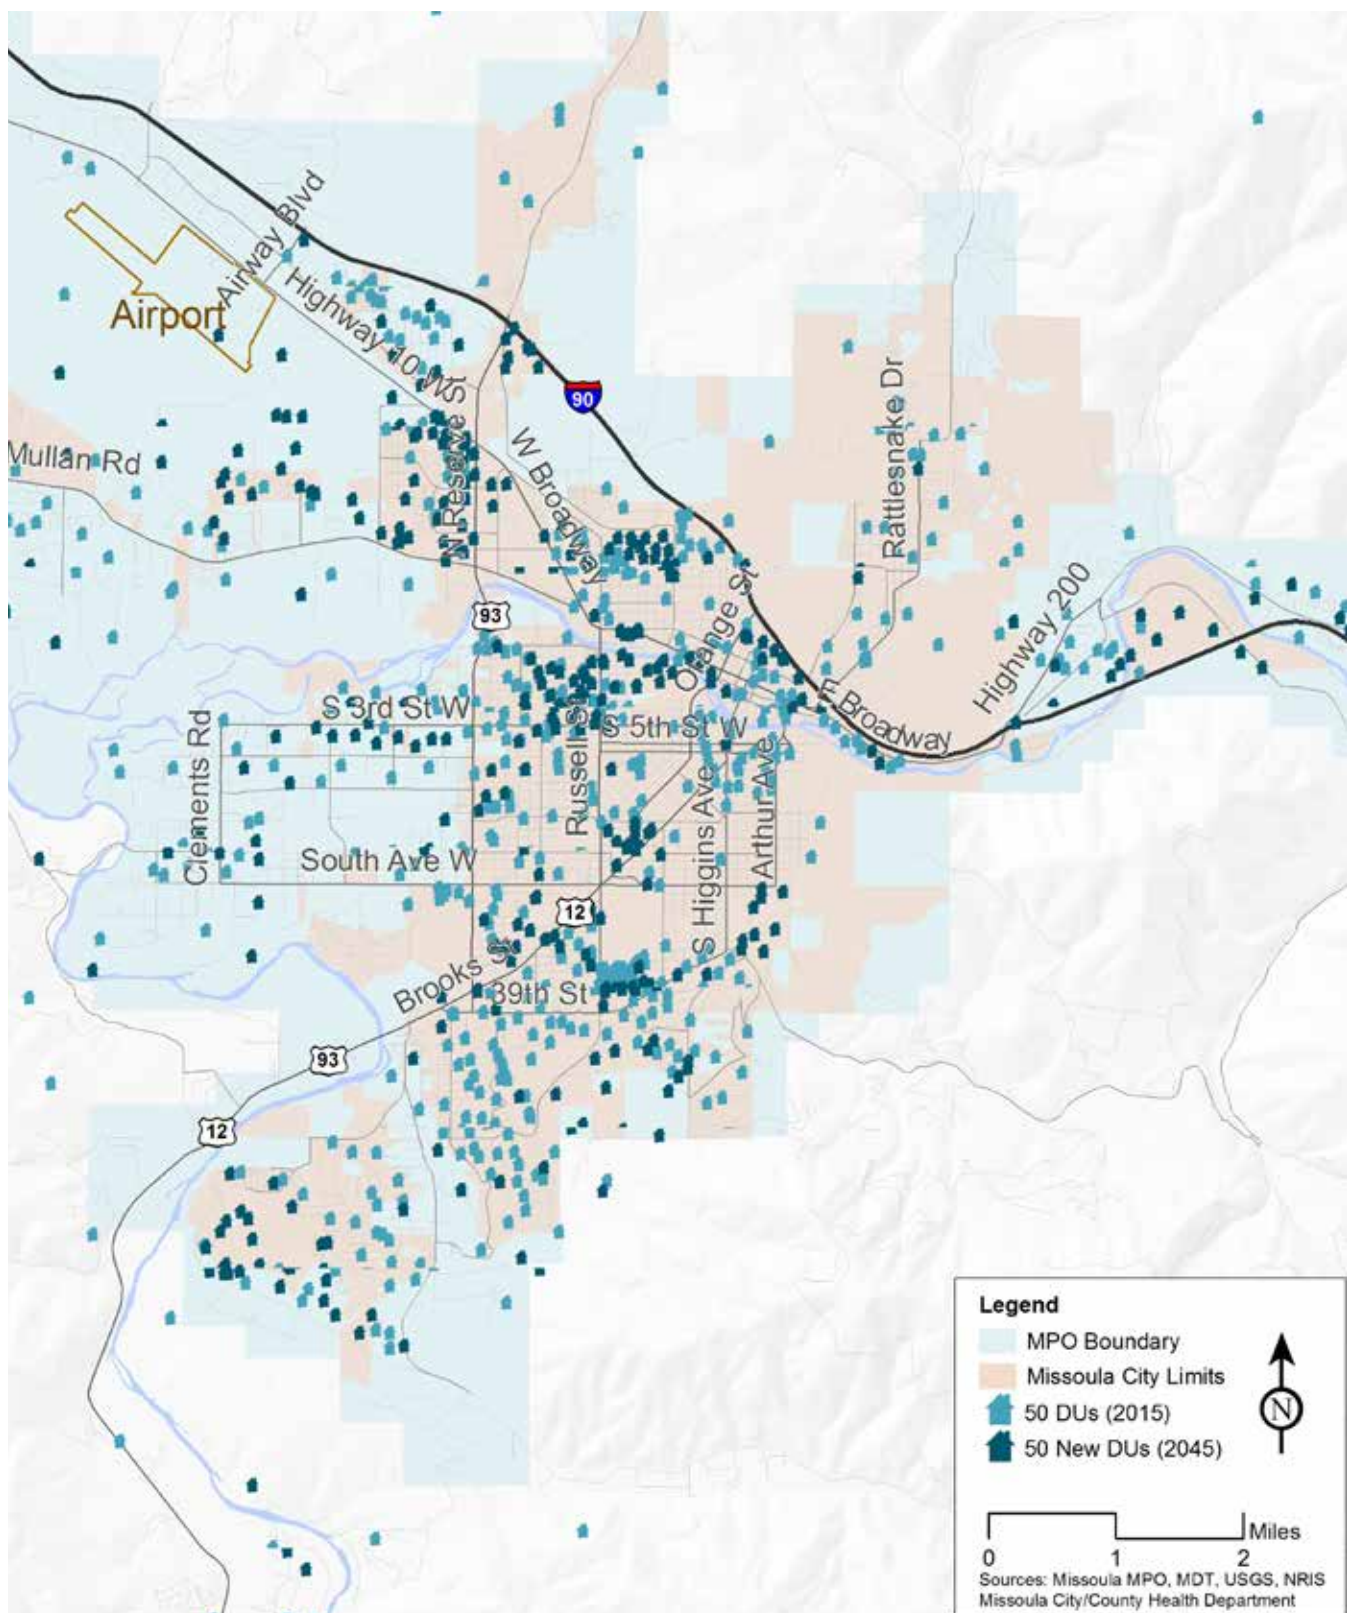 Airway Blvd
Airport
Highway 10 W
N Reserve St
90
Rattlesnake Dr
Mullan Rd
W Broadway
93
Orange St
Highway 200
S 3rd St W
Clements Rd
Russell St
S 5th St W
E Broadway
S Higgins Ave
Arthur Ave
South Ave W
12
Brooks St
39th St
93
12
Legend
MPO Boundary
Missoula City Limits
50 DUs (2015)
50 New DUs (2045)
N
Miles
0 1 2
Sources: Missoula MPO, MDT, USGS, NRIS
Missoula City/County Health Department